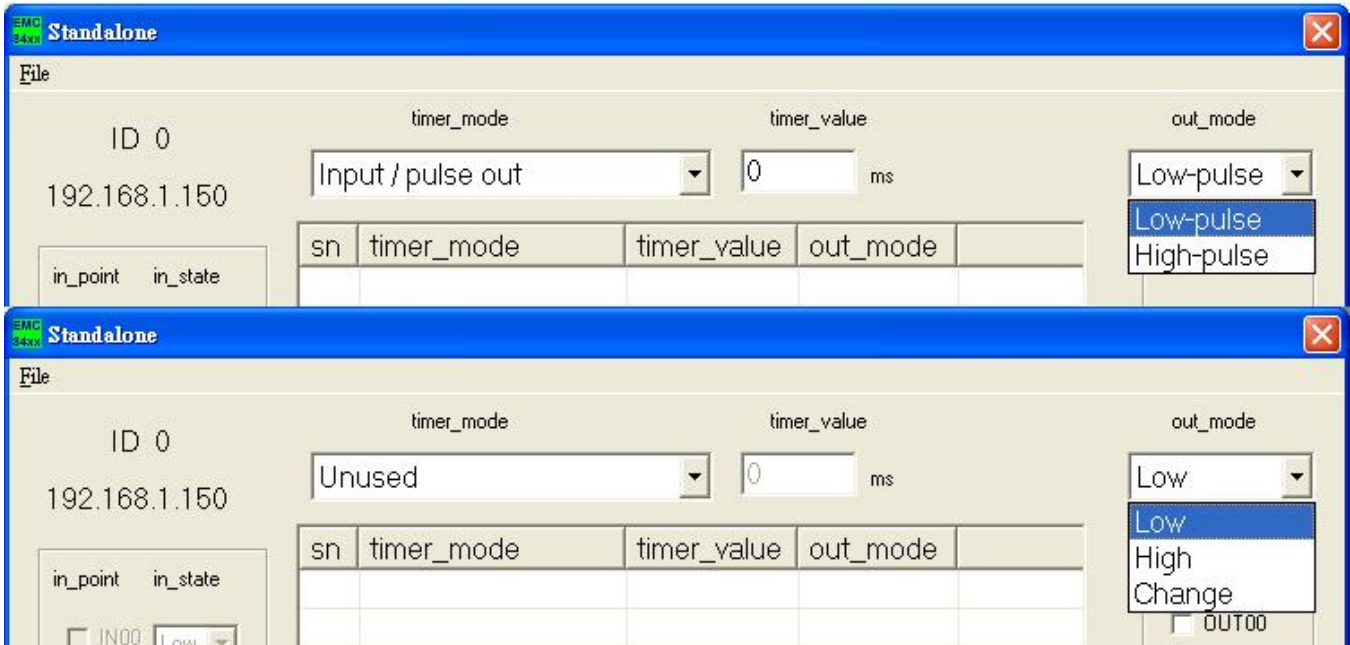 EMC 84xx Standalone
File
timer_mode timer_value out_mode
ID 0
Input / pulse out 0 ms Low-pulse
192.168.1.150
Low-pulse
sn timer_mode timer_value out_mode
High-pulse
in_point in_state
EMC 84xx Standalone
File
timer_mode timer_value out_mode
ID 0
Unused 0 ms Low
192.168.1.150
Low
sn timer_mode timer_value out_mode
High
in_point in_state
Change
IN00 Low OUT00